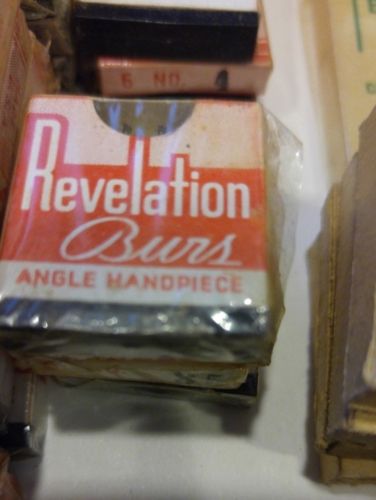 6 NO. 4
Revelation
Burs
ANGLE HANDPIECE